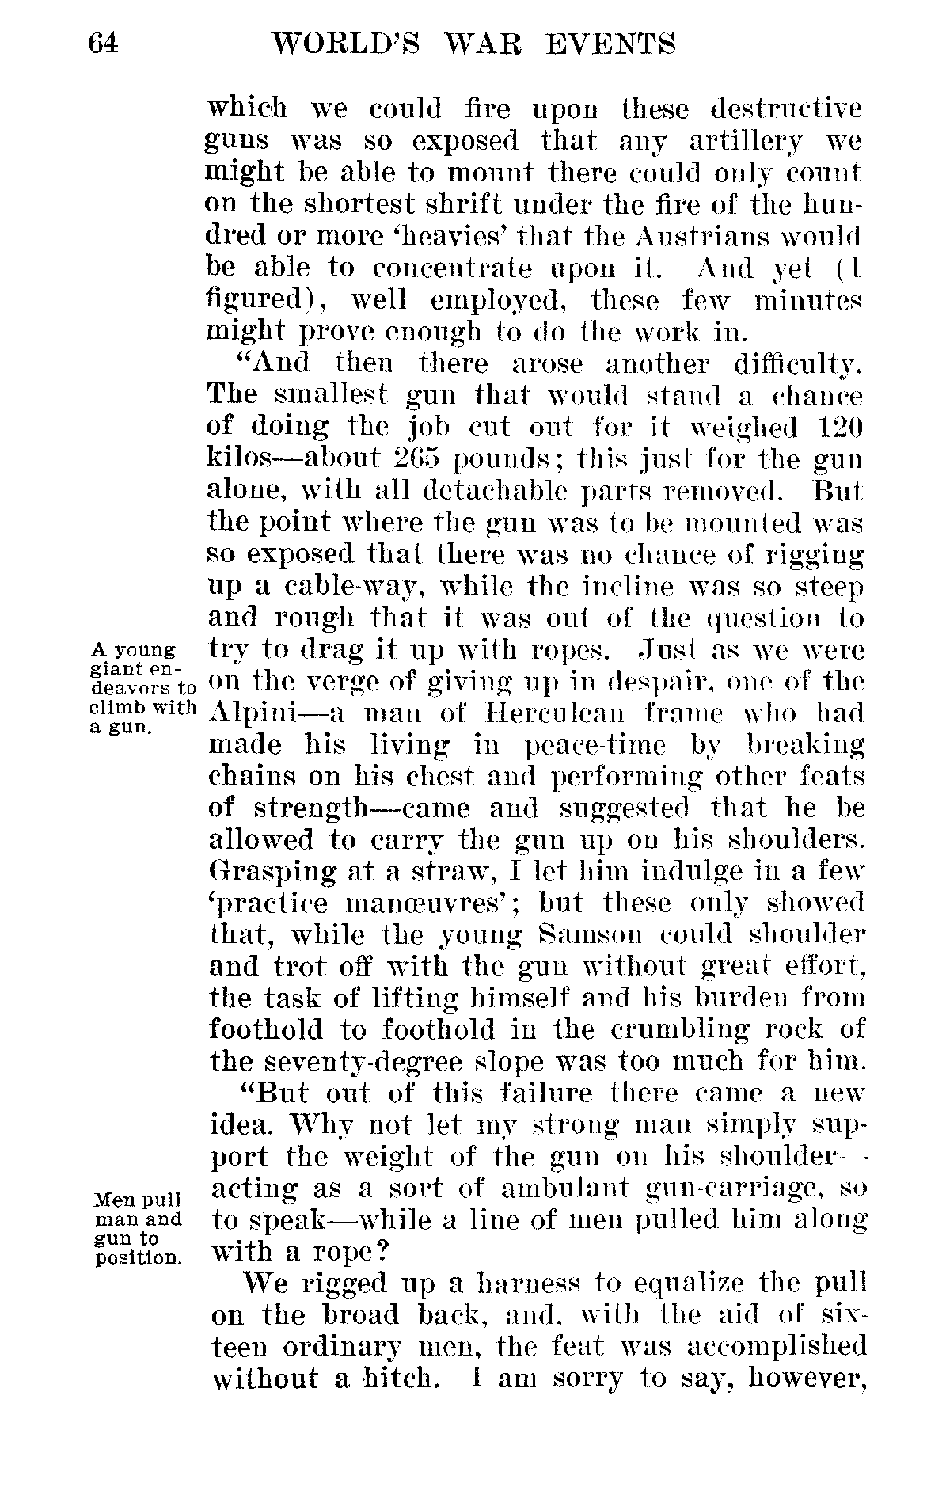 64 WORLD'S WAR EVENTS
which we could fire upon these destructive
guns was so exposed that any artillery we
might be able to mount there could only count
on the shortest shrift under the fire of the hun-
dred or more 'heavies' that the Austrians would
be able to concentrate upon it. And yet (I
figured), well employed, these few minutes
might prove enough to do the work in.
"And then there arose another difficulty.
The smallest gun that would stand a chance
of doing the job cut out for it weighed 120
kilos—about 265 pounds; this just for the gun
alone, with all detachable parts removed. But
the point where the gun was to be mounted was
so exposed that there was no chance of rigging
up a cable-way, while the incline was so steep
and rough that it was out of the question to
try to drag it up with ropes. Just as we were
on the verge of giving up in despair, one of the
Alpini—a man of Herculean frame who had
made his living in peace-time by breaking
chains on his chest and performing other feats
of strength—came and suggested that he be
allowed to carry the gun up on his shoulders.
Grasping at a straw, I let him indulge in a few
'practice manœuvres'; but these only showed
that, while the young Samson could shoulder
and trot off with the gun without great effort,
the task of lifting himself and his burden from
foothold to foothold in the crumbling rock of
the seventy-degree slope was too much for him.
"But out of this failure there came a new
idea. Why not let my strong man simply sup-
port the weight of the gun on his shoulder—
acting as a sort of ambulant gun-carriage, so
to speak—while a line of men pulled him along
with a rope?
We rigged up a harness to equalize the pull
on the broad back, and, with the aid of six-
teen ordinary men, the feat was accomplished
without a hitch. I am sorry to say, however,
A young
giant en-
deavors to
climb with
a gun.
Men pull
man and
gun to
position.